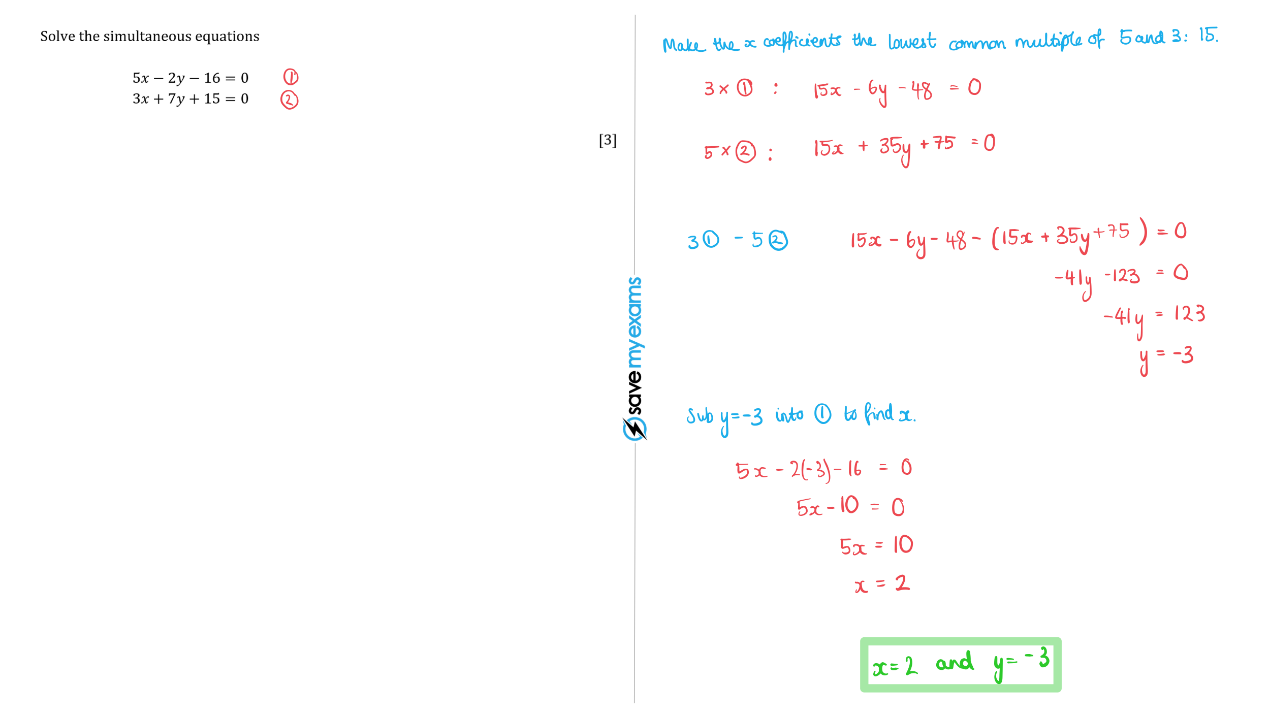 Solve the simultaneous equations
5x − 2y − 16 = 0 ①
3x + 7y + 15 = 0 ②
[3]
save my exams
Make the x coefficients the lowest common multiple of 5 and 3: 15.
3 × ① : 15x - 6y - 48 = 0
5 × ② : 15x + 35y + 75 = 0
3① - 5② 15x - 6y - 48 - (15x + 35y + 75) = 0
-41y - 123 = 0
-41y = 123
y = -3
Sub y=-3 into ① to find x.
5x - 2(-3) - 16 = 0
5x - 10 = 0
5x = 10
x = 2
x = 2 and y = -3